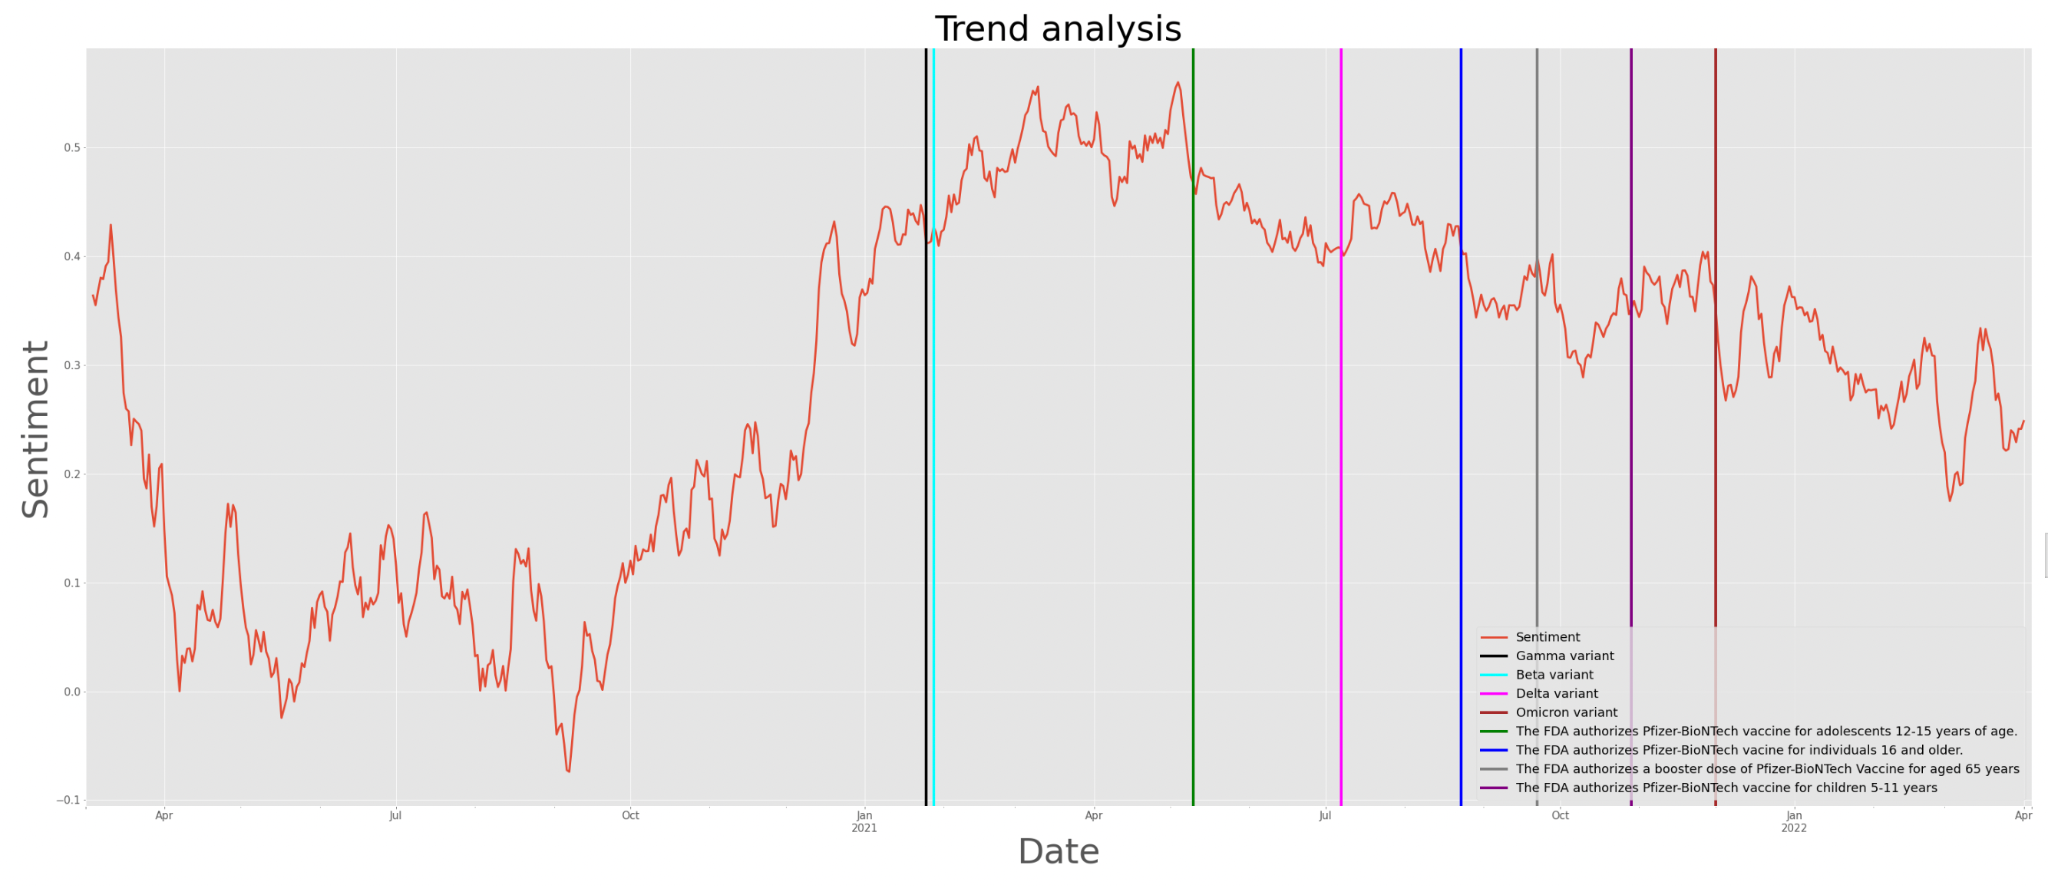 Trend analysis
Sentiment
0.5
0.4
0.3
0.2
0.1
0.0
−0.1
Apr
Jul
Oct
Jan
2021
Apr
Jul
Oct
Jan
2022
Apr
Date
Sentiment
Gamma variant
Beta variant
Delta variant
Omicron variant
The FDA authorizes Pfizer-BioNTech vaccine for adolescents 12-15 years of age.
The FDA authorizes Pfizer-BioNTech vacine for individuals 16 and older.
The FDA authorizes a booster dose of Pfizer-BioNTech Vaccine for aged 65 years
The FDA authorizes Pfizer-BioNTech vaccine for children 5-11 years